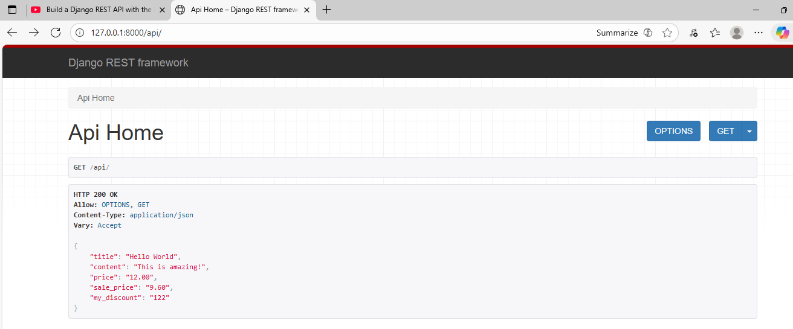 Build a Django REST API with the
Api Home – Django REST framew
127.0.0.1:8000/api/
Summarize
Django REST framework
Api Home
Api Home
OPTIONS
GET
GET /api/
HTTP 200 OK
Allow: OPTIONS, GET
Content-Type: application/json
Vary: Accept
{
"title": "Hello World",
"content": "This is amazing!",
"price": "12.00",
"sale_price": "9.60",
"my_discount": "122"
}